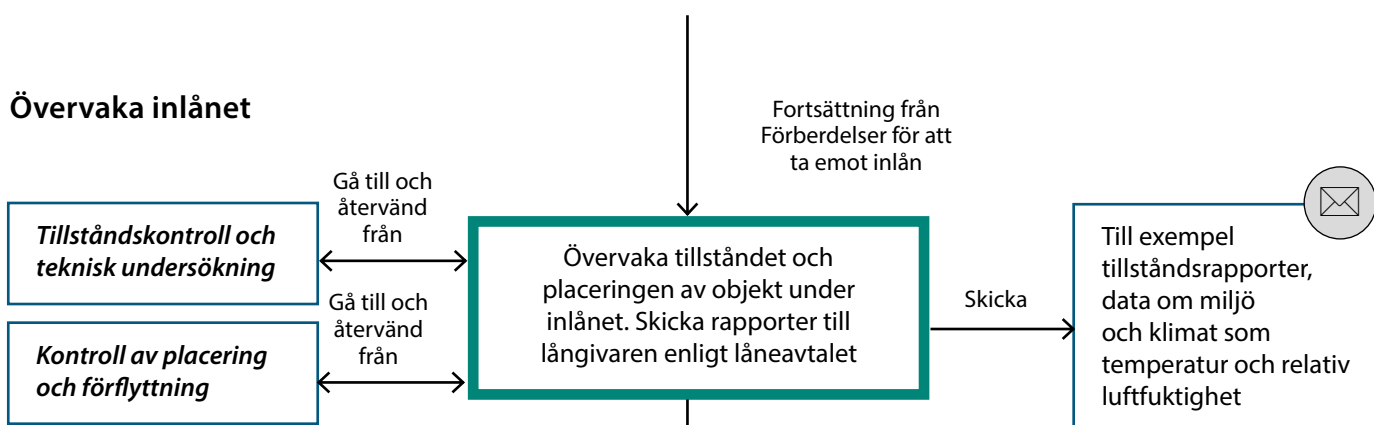 Övervaka inlånet
Fortsättning från
Förberdelser för att
ta emot inlån
Gå till och
återvänd
från
Tillståndskontroll och
teknisk undersökning
Gå till och
återvänd
från
Kontroll av placering
och förflyttning
Övervaka tillståndet och
placeringen av objekt under
inlånet. Skicka rapporter till
långivaren enligt låneavtalet
Skicka
Till exempel
tillståndsrapporter,
data om miljö
och klimat som
temperatur och relativ
luftfuktighet